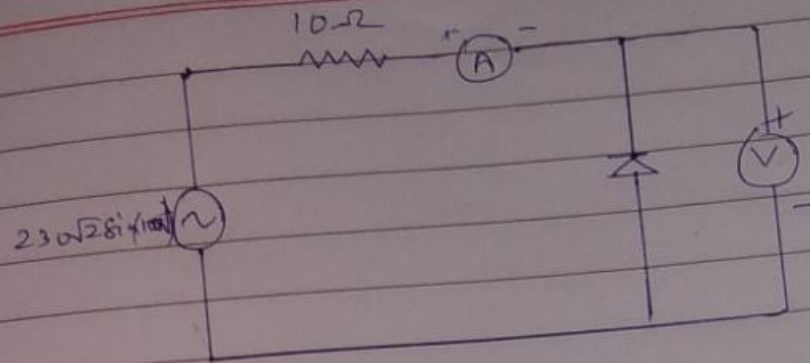 10Ω
+ A -
+
V
-
230√2 sin(100t) ~